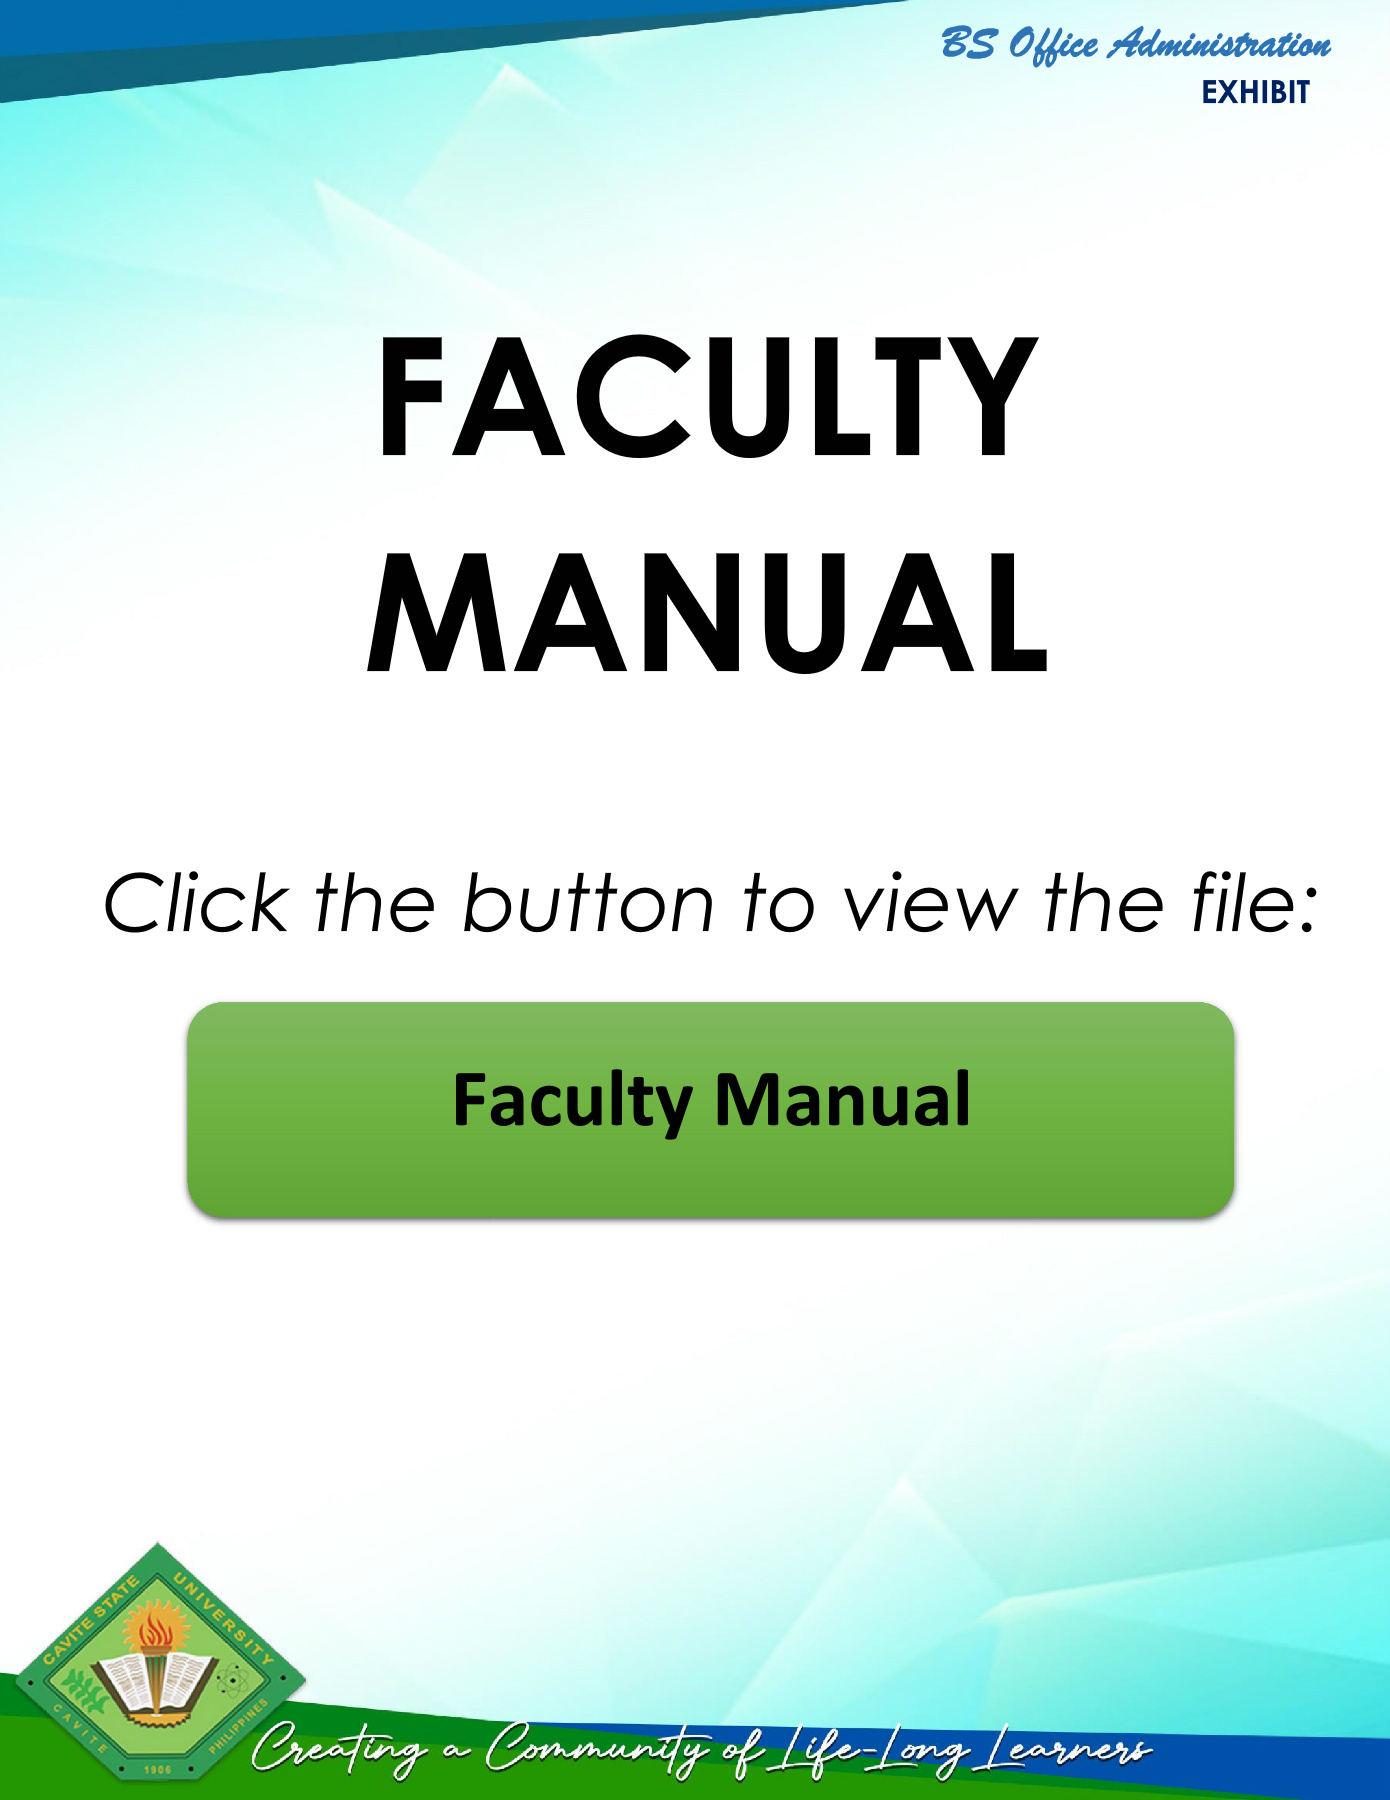 BS Office Administration
EXHIBIT
FACULTY
MANUAL
Click the button to view the file:
Faculty Manual
CAVITE STATE UNIVERSITY
CAVITE
PHILIPPINES
1906
Creating a Community of Life-Long Learners